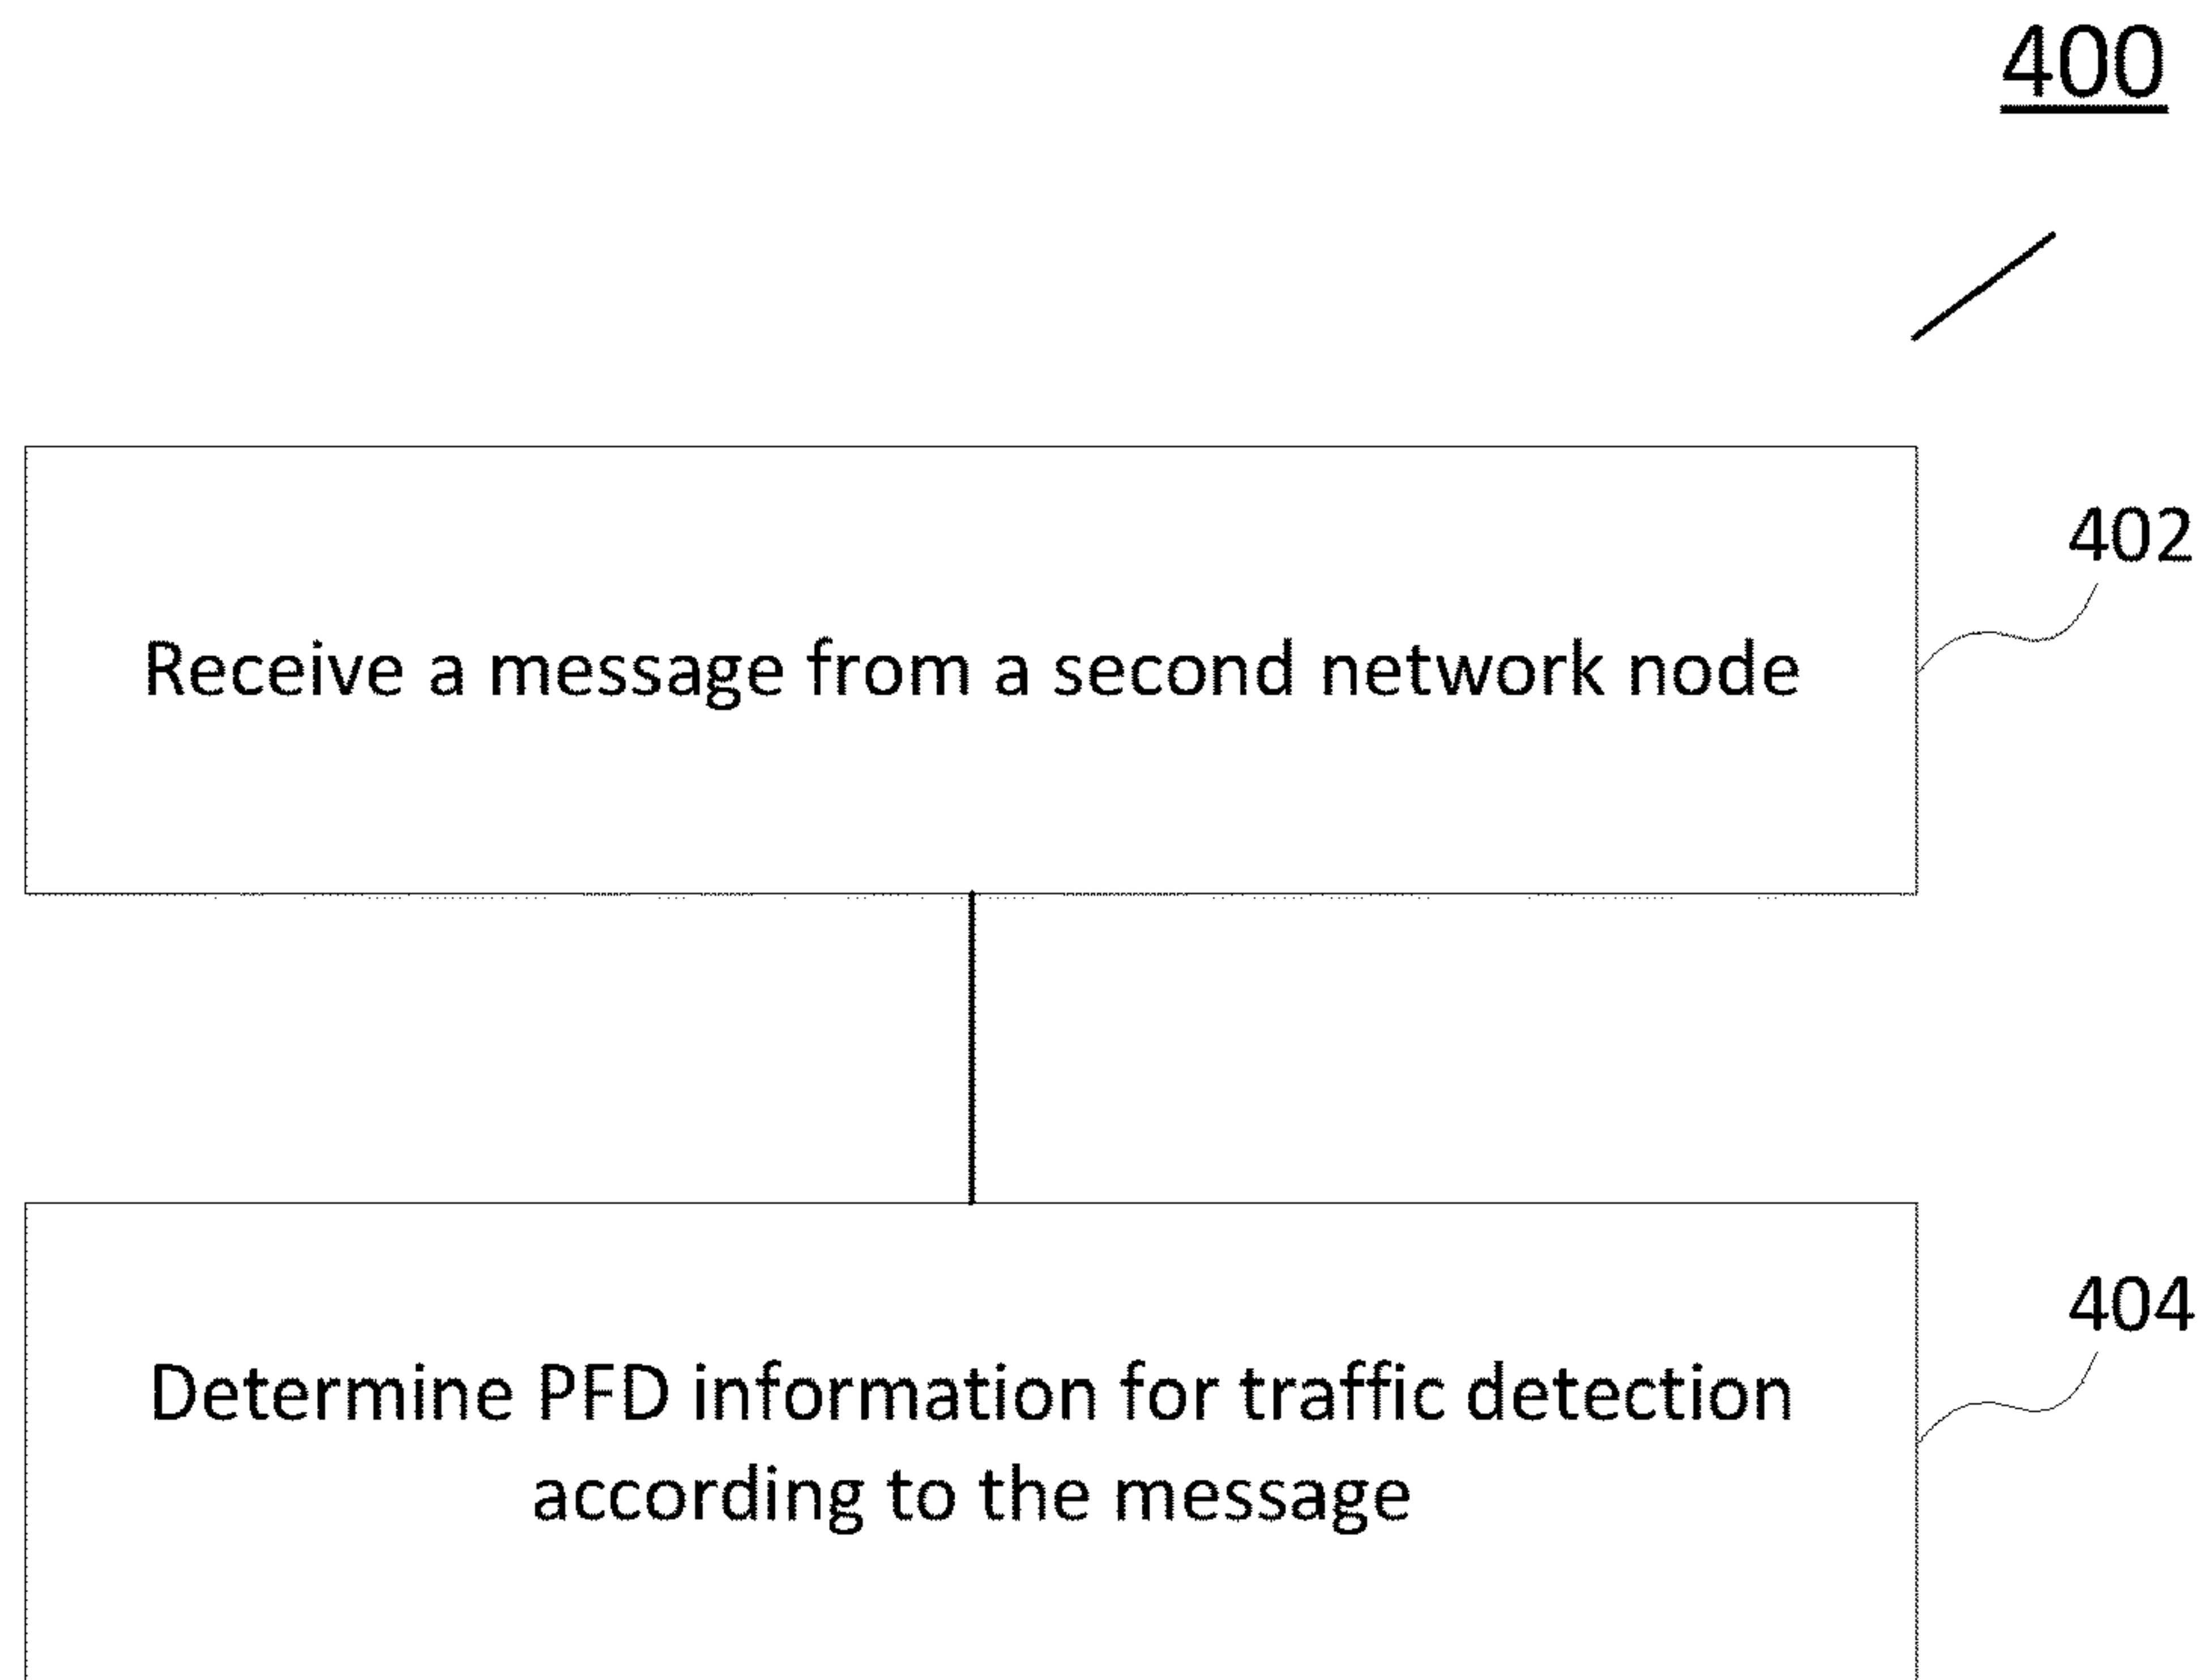 400
402
Receive a message from a second network node
404
Determine PFD information for traffic detection
according to the message